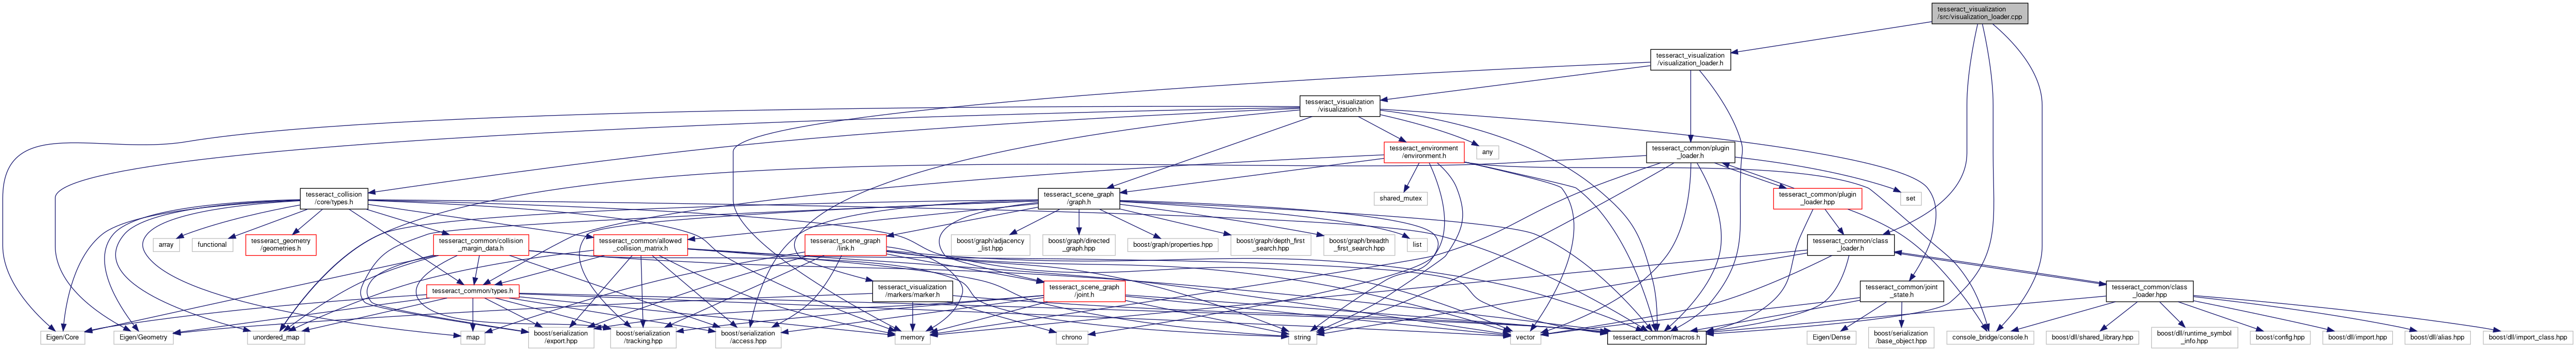 tesseract_visualization
/src/visualization_loader.cpp
tesseract_visualization
/visualization_loader.h
tesseract_visualization
/visualization.h
tesseract_environment
/environment.h
any
tesseract_common/plugin
_loader.h
tesseract_collision
/core/types.h
shared_mutex
tesseract_scene_graph
/graph.h
tesseract_common/plugin
_loader.hpp
set
array
functional
tesseract_geometry
/geometries.h
tesseract_common/collision
_margin_data.h
tesseract_common/allowed
_collision_matrix.h
tesseract_scene_graph
/link.h
boost/graph/adjacency
_list.hpp
boost/graph/directed
_graph.hpp
boost/graph/properties.hpp
boost/graph/depth_first
_search.hpp
boost/graph/breadth
_first_search.hpp
list
tesseract_common/class
_loader.h
tesseract_common/types.h
tesseract_visualization
/markers/marker.h
tesseract_scene_graph
/joint.h
tesseract_common/joint
_state.h
tesseract_common/class
_loader.hpp
Eigen/Core
Eigen/Geometry
unordered_map
map
boost/serialization
/export.hpp
boost/serialization
/tracking.hpp
boost/serialization
/access.hpp
memory
chrono
string
vector
tesseract_common/macros.h
Eigen/Dense
boost/serialization
/base_object.hpp
console_bridge/console.h
boost/dll/shared_library.hpp
boost/dll/runtime_symbol
_info.hpp
boost/config.hpp
boost/dll/import.hpp
boost/dll/alias.hpp
boost/dll/import_class.hpp